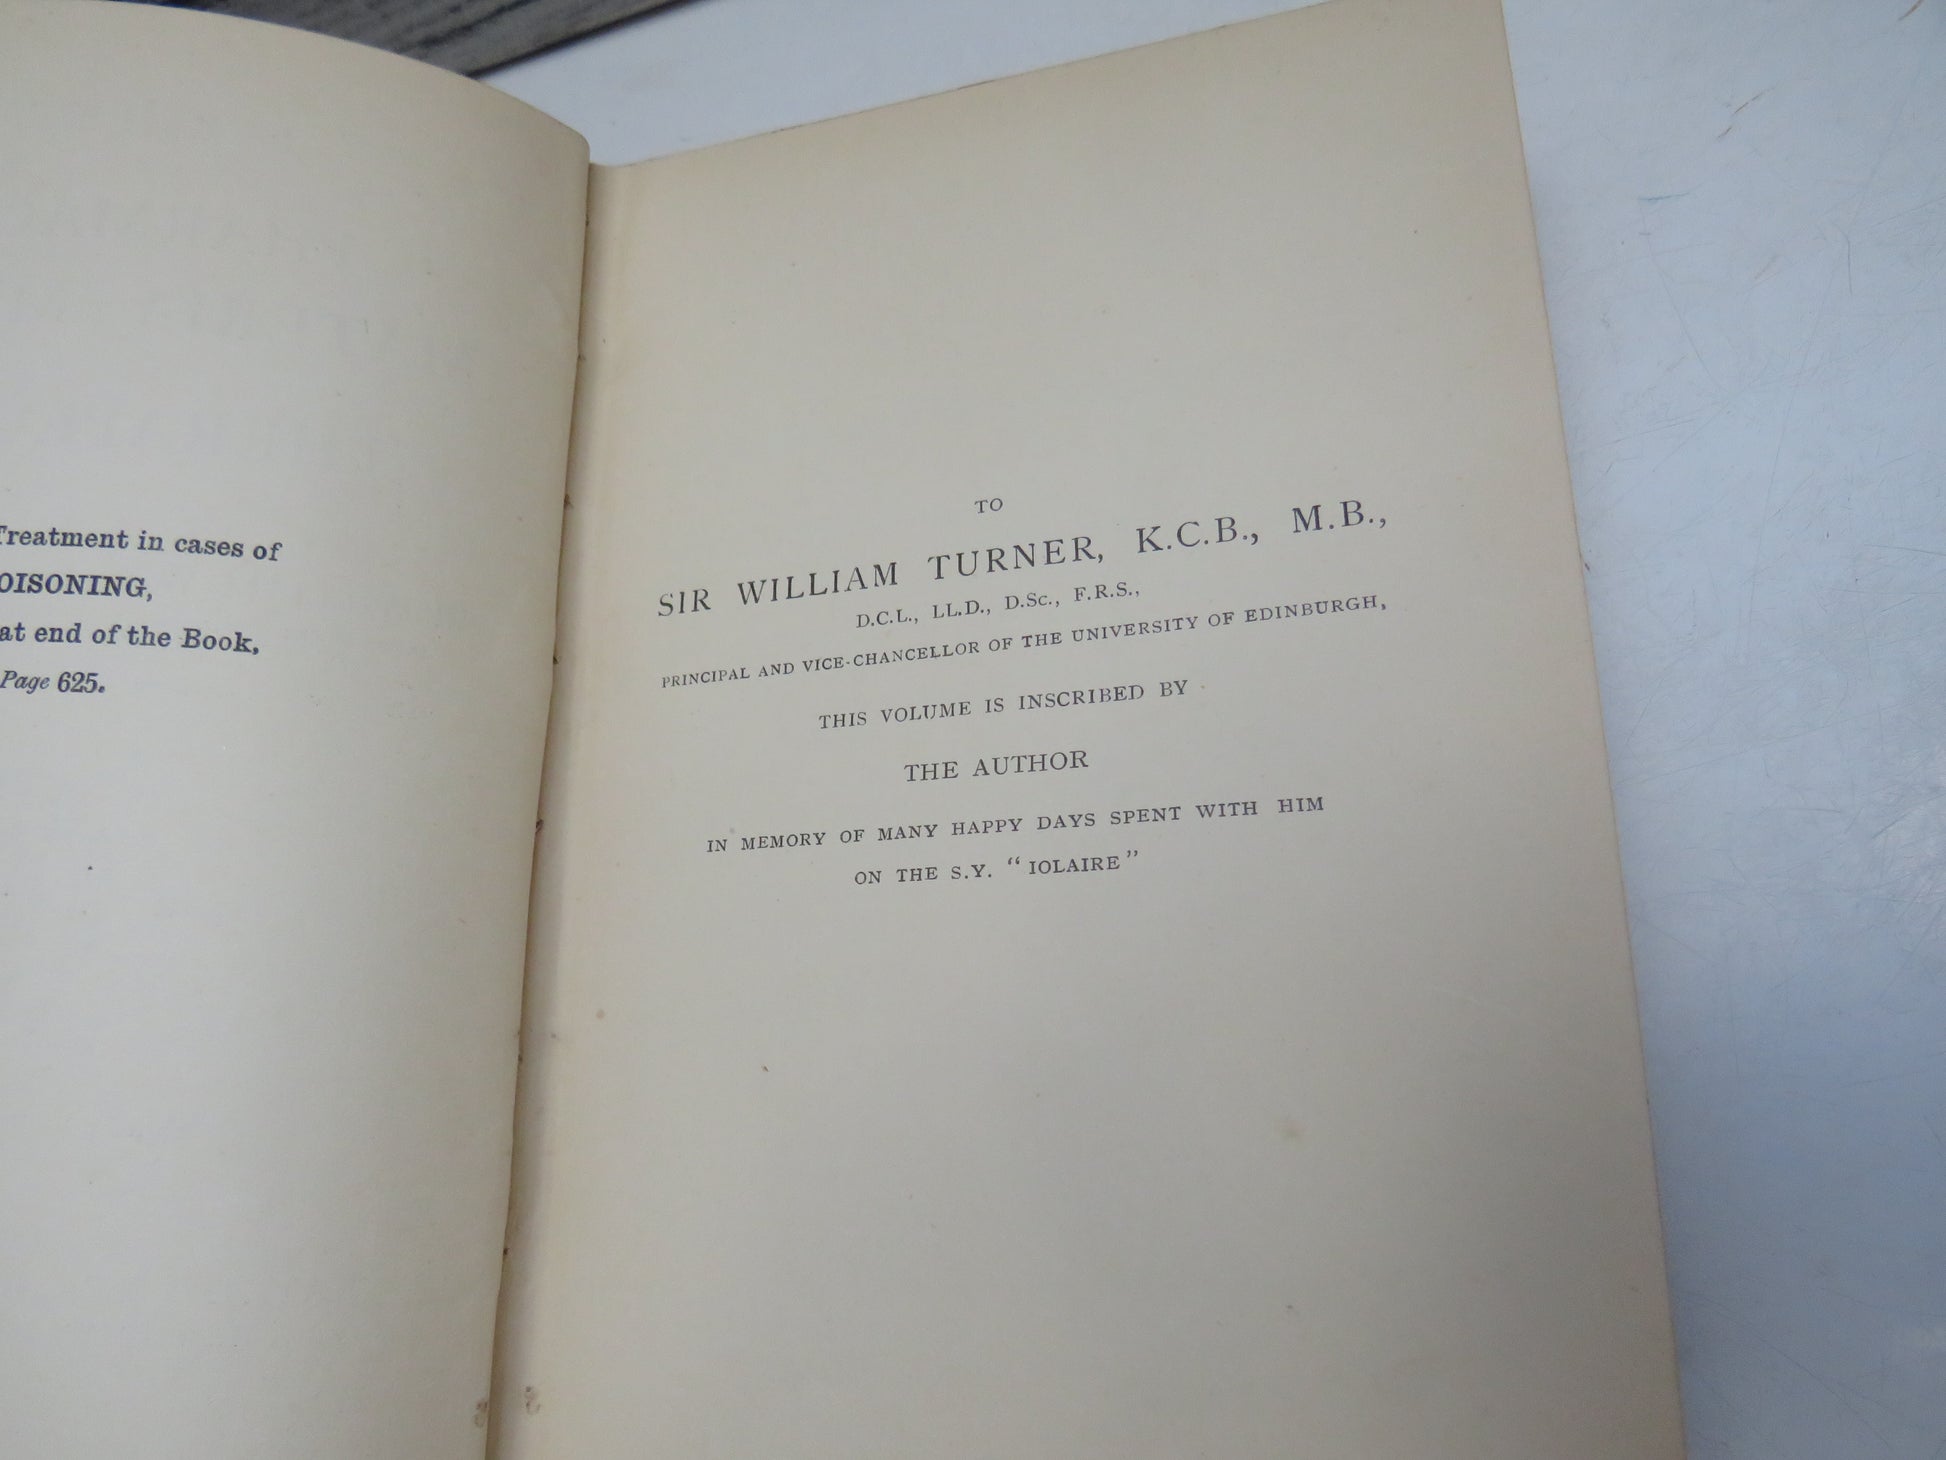 Treatment in cases of
OISONING,
at end of the Book,
Page 625.
TO
SIR WILLIAM TURNER, K.C.B., M.B.,
D.C.L., LL.D., D.Sc., F.R.S.,
PRINCIPAL AND VICE-CHANCELLOR OF THE UNIVERSITY OF EDINBURGH,
THIS VOLUME IS INSCRIBED BY
THE AUTHOR
IN MEMORY OF MANY HAPPY DAYS SPENT WITH HIM
ON THE S.Y. "IOLAIRE"